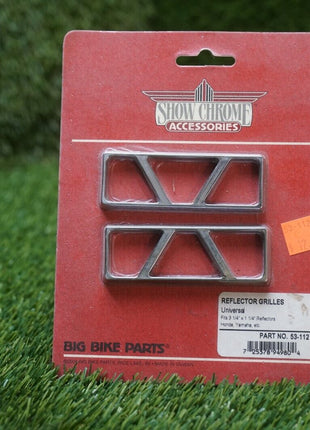 SHOW CHROME
ACCESSORIES
REFLECTOR GRILLES
Universal
Fits 3 1/4" x 1 1/4" Reflectors
Honda, Yamaha, etc.
PART NO. 53-112
BIG BIKE PARTS®